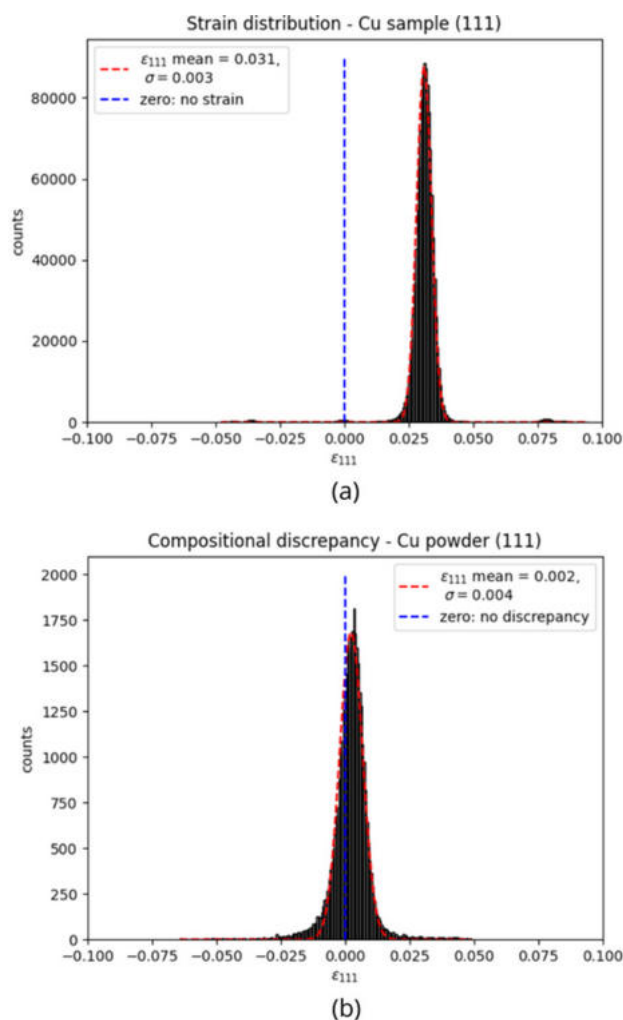 Strain distribution - Cu sample (111)
ε₁₁₁ mean = 0.031,
σ = 0.003
zero: no strain
80000
60000
40000
20000
0
counts
−0.100 −0.075 −0.050 −0.025 0.000 0.025 0.050 0.075 0.100
ε₁₁₁
(a)
Compositional discrepancy - Cu powder (111)
ε₁₁₁ mean = 0.002,
σ = 0.004
zero: no discrepancy
2000
1750
1500
1250
1000
750
500
250
0
counts
−0.100 −0.075 −0.050 −0.025 0.000 0.025 0.050 0.075 0.100
ε₁₁₁
(b)